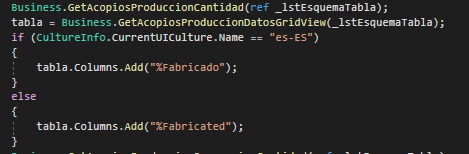 Business.GetAcopiosProduccionCantidad(ref _lstEsquemaTabla);
tabla = Business.GetAcopiosProduccionDatosGridView(_lstEsquemaTabla);
if (CultureInfo.CurrentUICulture.Name == "es-ES")
{
tabla.Columns.Add("%Fabricado");
}
else
{
tabla.Columns.Add("%Fabricated");
}